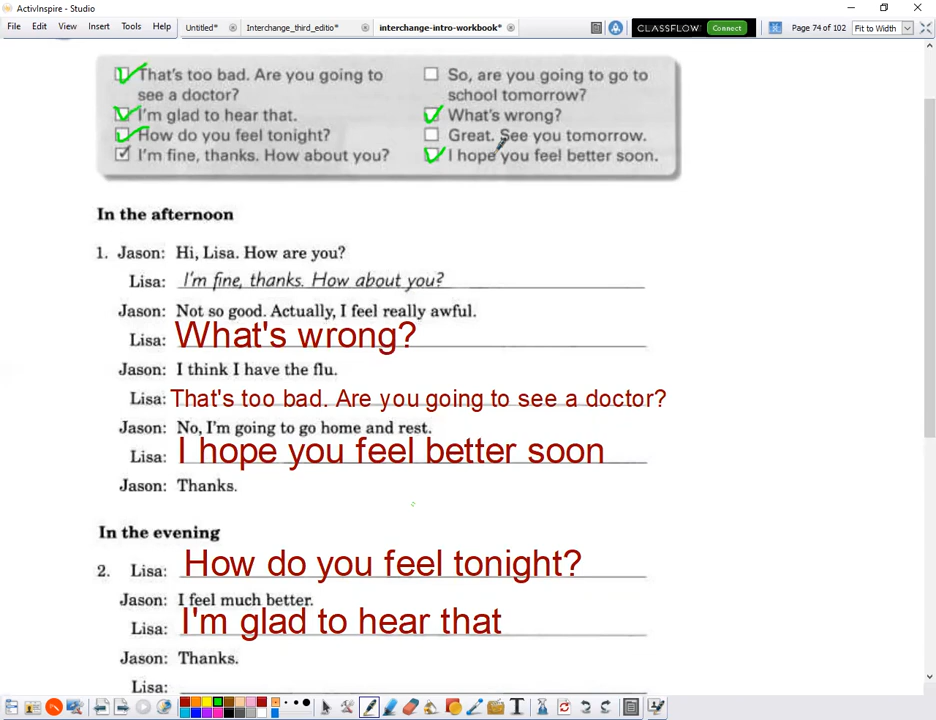 ActivInspire - Studio
File Edit View Insert Tools Help Untitled* Interchange_third_editio* interchange-intro-workbook* CLASSFLOW Connect Page 74 of 102 Fit to Width
That's too bad. Are you going to
see a doctor?
I'm glad to hear that.
How do you feel tonight?
I'm fine, thanks. How about you?
So, are you going to go to
school tomorrow?
What's wrong?
Great. See you tomorrow.
I hope you feel better soon.
In the afternoon
1. Jason: Hi, Lisa. How are you?
Lisa: I'm fine, thanks. How about you?
Jason: Not so good. Actually, I feel really awful.
Lisa: What's wrong?
Jason: I think I have the flu.
Lisa: That's too bad. Are you going to see a doctor?
Jason: No, I'm going to go home and rest.
Lisa: I hope you feel better soon
Jason: Thanks.
In the evening
2. Lisa: How do you feel tonight?
Jason: I feel much better.
Lisa: I'm glad to hear that
Jason: Thanks.
Lisa: